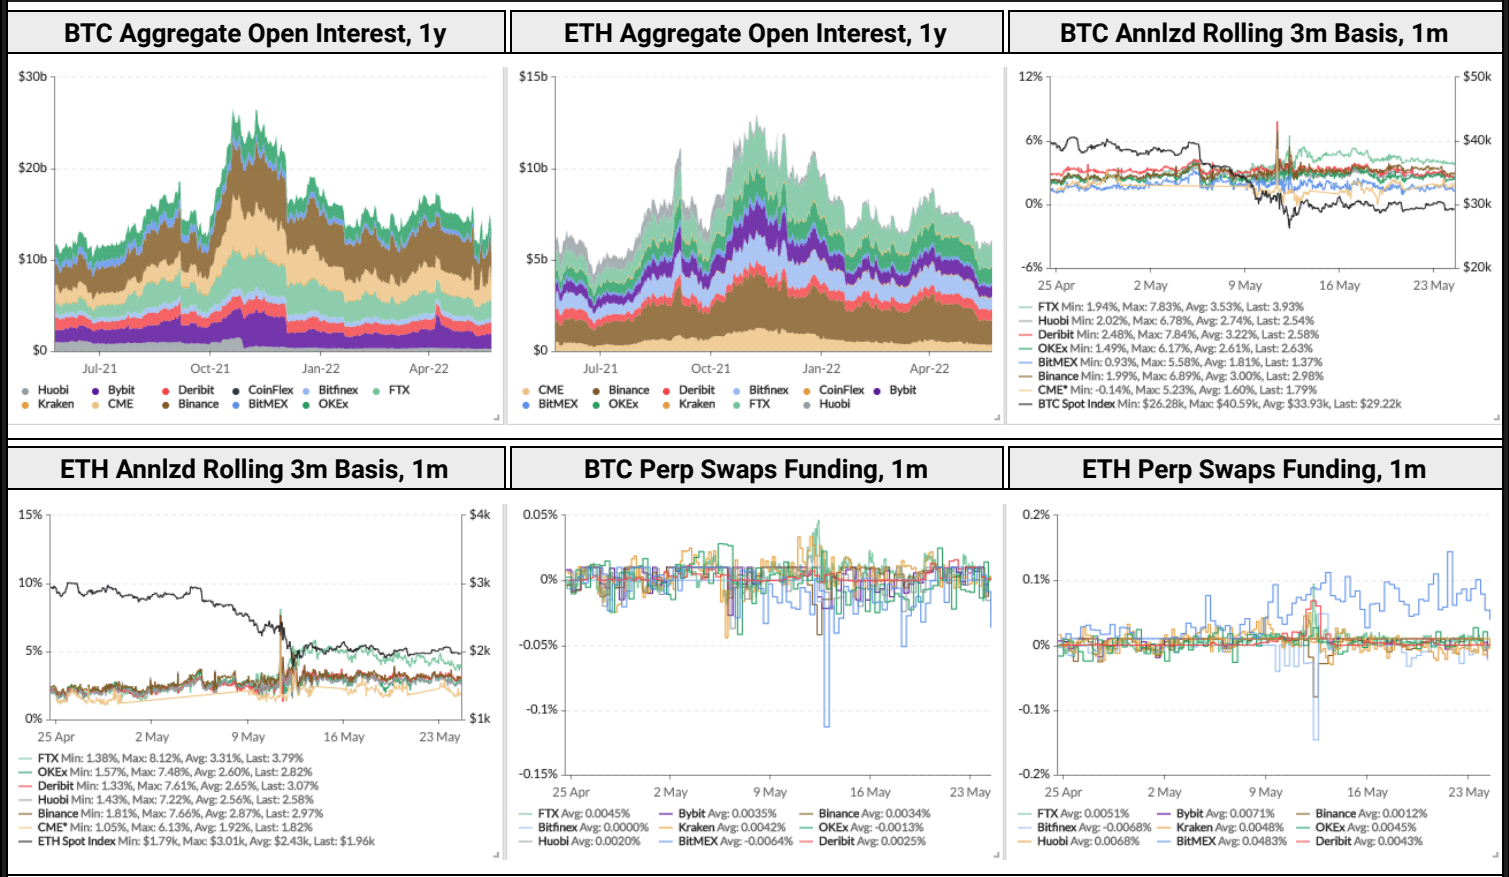 BTC Aggregate Open Interest, 1y
$30b
$20b
$10b
$0
Jul-21 Oct-21 Jan-22 Apr-22
Huobi Bybit Deribit CoinFlex Bitfinex FTX
Kraken CME Binance BitMEX OKEx
ETH Aggregate Open Interest, 1y
$15b
$10b
$5b
$0
Jul-21 Oct-21 Jan-22 Apr-22
CME Binance Deribit Bitfinex CoinFlex Bybit
BitMEX OKEx Kraken FTX Huobi
BTC Annlzd Rolling 3m Basis, 1m
12% $50k
6% $40k
0% $30k
-6% $20k
25 Apr 2 May 9 May 16 May 23 May
FTX Min: 1.94%, Max: 7.83%, Avg: 3.53%, Last: 3.93%
Huobi Min: 2.02%, Max: 6.78%, Avg: 2.74%, Last: 2.54%
Deribit Min: 2.48%, Max: 7.84%, Avg: 3.22%, Last: 2.58%
OKEx Min: 1.49%, Max: 6.17%, Avg: 2.61%, Last: 2.63%
BitMEX Min: 0.93%, Max: 5.58%, Avg: 1.81%, Last: 1.37%
Binance Min: 1.99%, Max: 6.89%, Avg: 3.00%, Last: 2.98%
CME* Min: -0.14%, Max: 5.23%, Avg: 1.60%, Last: 1.79%
BTC Spot Index Min: $26.28k, Max: $40.59k, Avg: $33.93k, Last: $29.22k
ETH Annlzd Rolling 3m Basis, 1m
15% $4k
10% $3k
5% $2k
0% $1k
25 Apr 2 May 9 May 16 May 23 May
FTX Min: 1.38%, Max: 8.12%, Avg: 3.31%, Last: 3.79%
OKEx Min: 1.57%, Max: 7.48%, Avg: 2.60%, Last: 2.82%
Deribit Min: 1.33%, Max: 7.61%, Avg: 2.65%, Last: 3.07%
Huobi Min: 1.43%, Max: 7.22%, Avg: 2.56%, Last: 2.58%
Binance Min: 1.81%, Max: 7.66%, Avg: 2.87%, Last: 2.97%
CME* Min: 1.05%, Max: 6.13%, Avg: 1.92%, Last: 1.82%
ETH Spot Index Min: $1.79k, Max: $3.01k, Avg: $2.43k, Last: $1.96k
BTC Perp Swaps Funding, 1m
0.05%
0%
-0.05%
-0.1%
-0.15%
25 Apr 2 May 9 May 16 May 23 May
FTX Avg: 0.0045% Bybit Avg: 0.0035% Binance Avg: 0.0034%
Bitfinex Avg: 0.0000% Kraken Avg: 0.0042% OKEx Avg: -0.0013%
Huobi Avg: 0.0020% BitMEX Avg: -0.0064% Deribit Avg: 0.0025%
ETH Perp Swaps Funding, 1m
0.2%
0.1%
0%
-0.1%
-0.2%
25 Apr 2 May 9 May 16 May 23 May
FTX Avg: 0.0051% Bybit Avg: 0.0071% Binance Avg: 0.0012%
Bitfinex Avg: -0.0068% Kraken Avg: 0.0048% OKEx Avg: 0.0045%
Huobi Avg: 0.0068% BitMEX Avg: 0.0483% Deribit Avg: 0.0043%